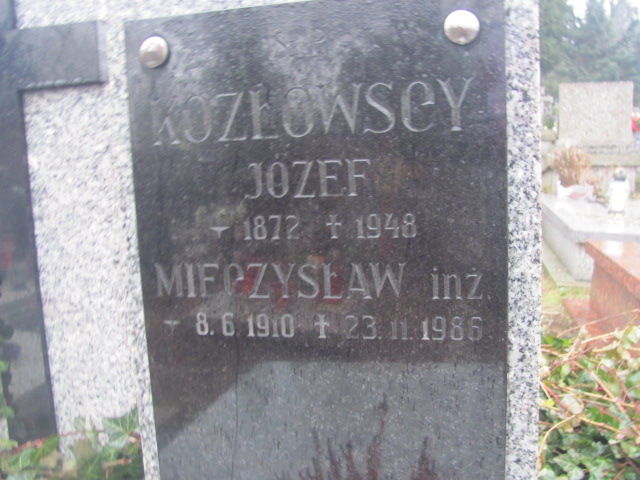 KOZŁOWSCY
JÓZEF
* 1872 † 1948
MIECZYSŁAW inż.
* 8.6.1910 † 23.11.1986